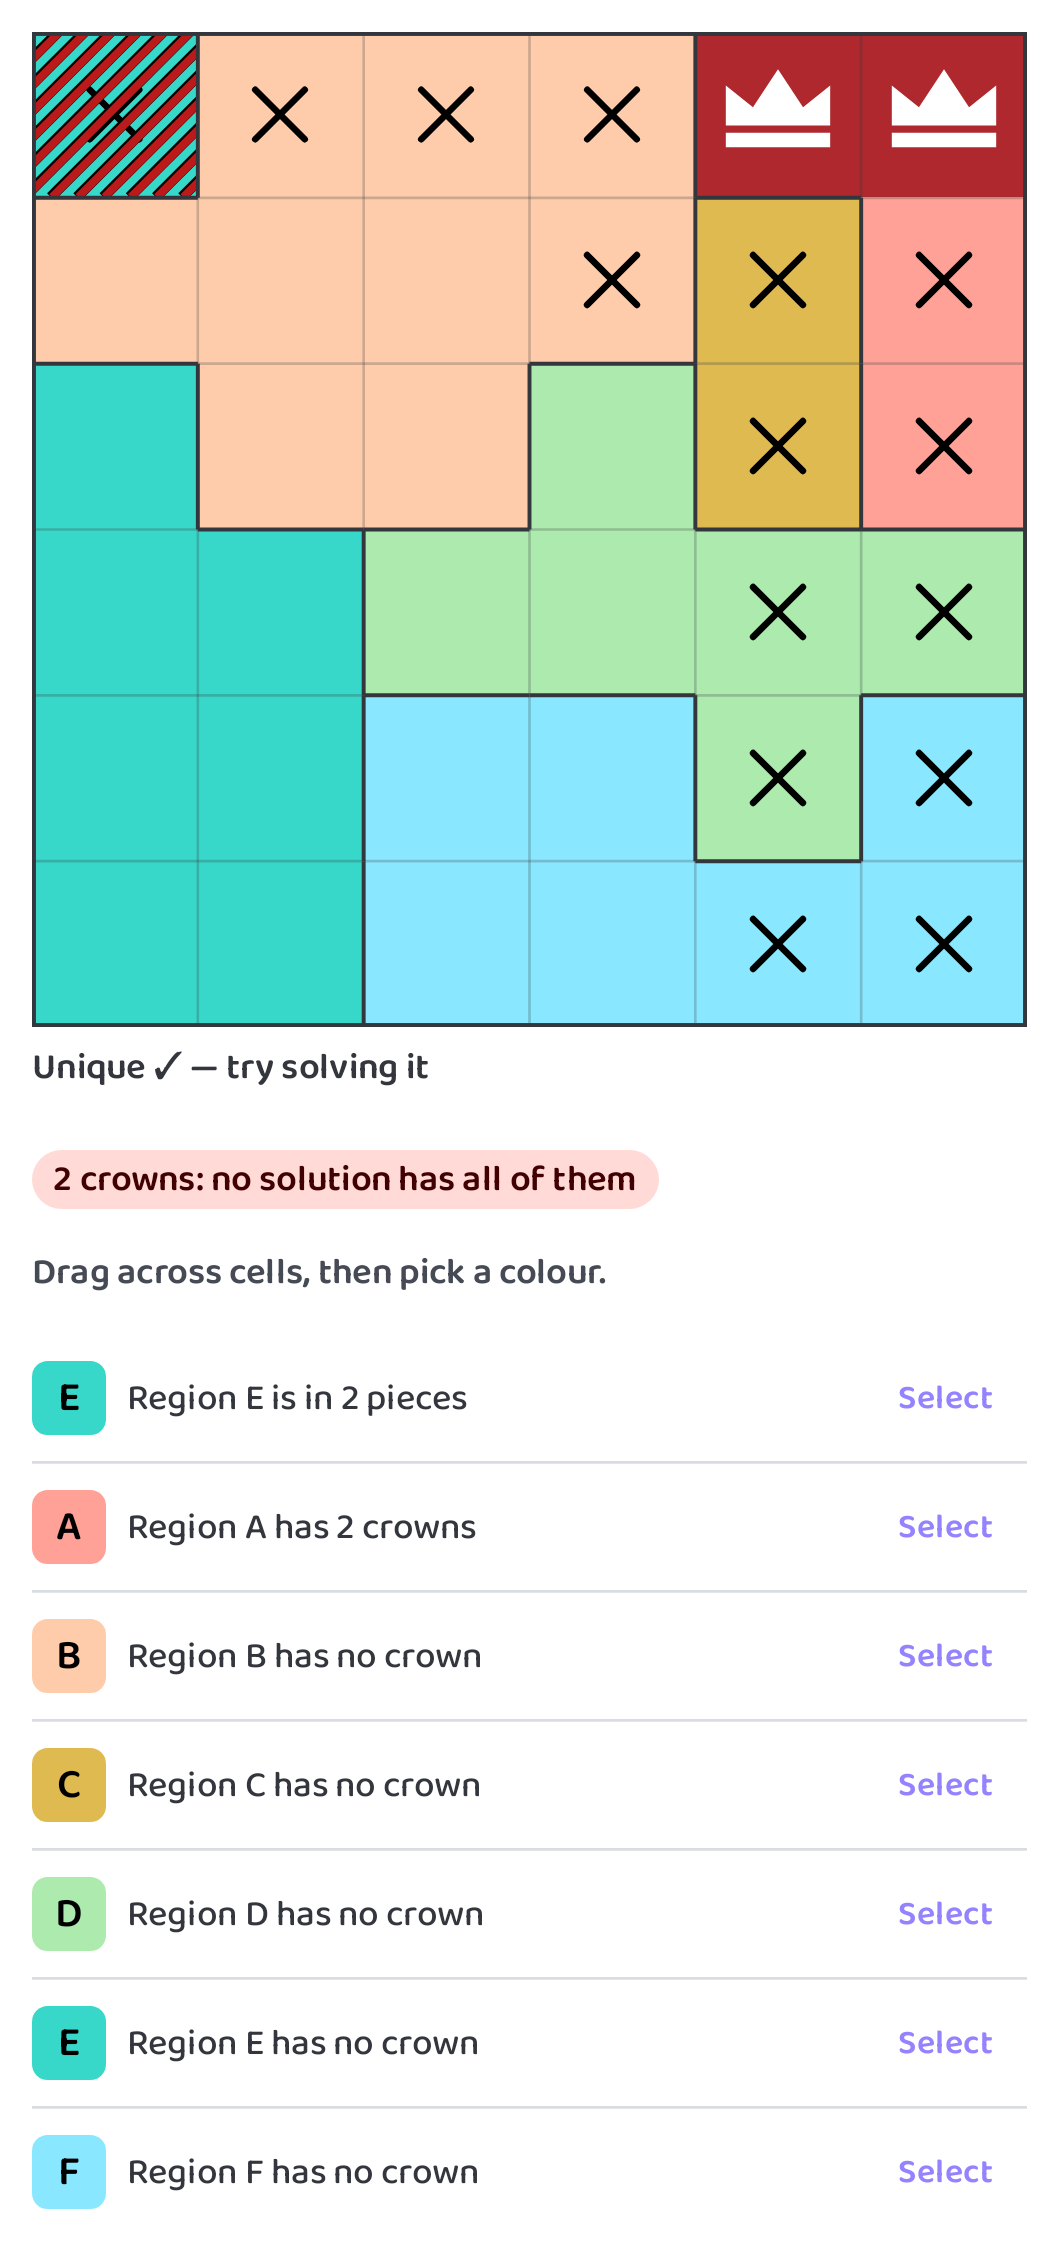 Unique ✓ — try solving it
2 crowns: no solution has all of them
Drag across cells, then pick a colour.
E Region E is in 2 pieces Select
A Region A has 2 crowns Select
B Region B has no crown Select
C Region C has no crown Select
D Region D has no crown Select
E Region E has no crown Select
F Region F has no crown Select